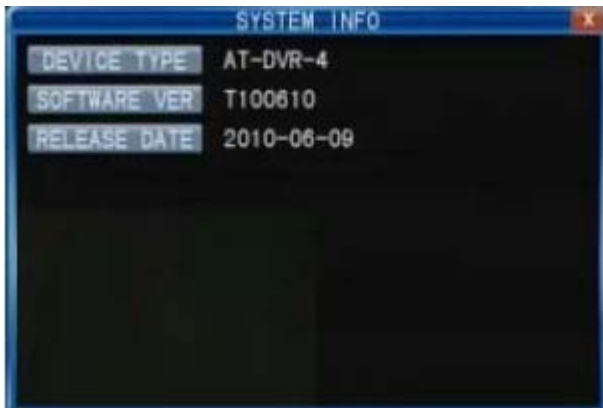 SYSTEM INFO X
DEVICE TYPE AT-DVR-4
SOFTWARE VER T100610
RELEASE DATE 2010-06-09